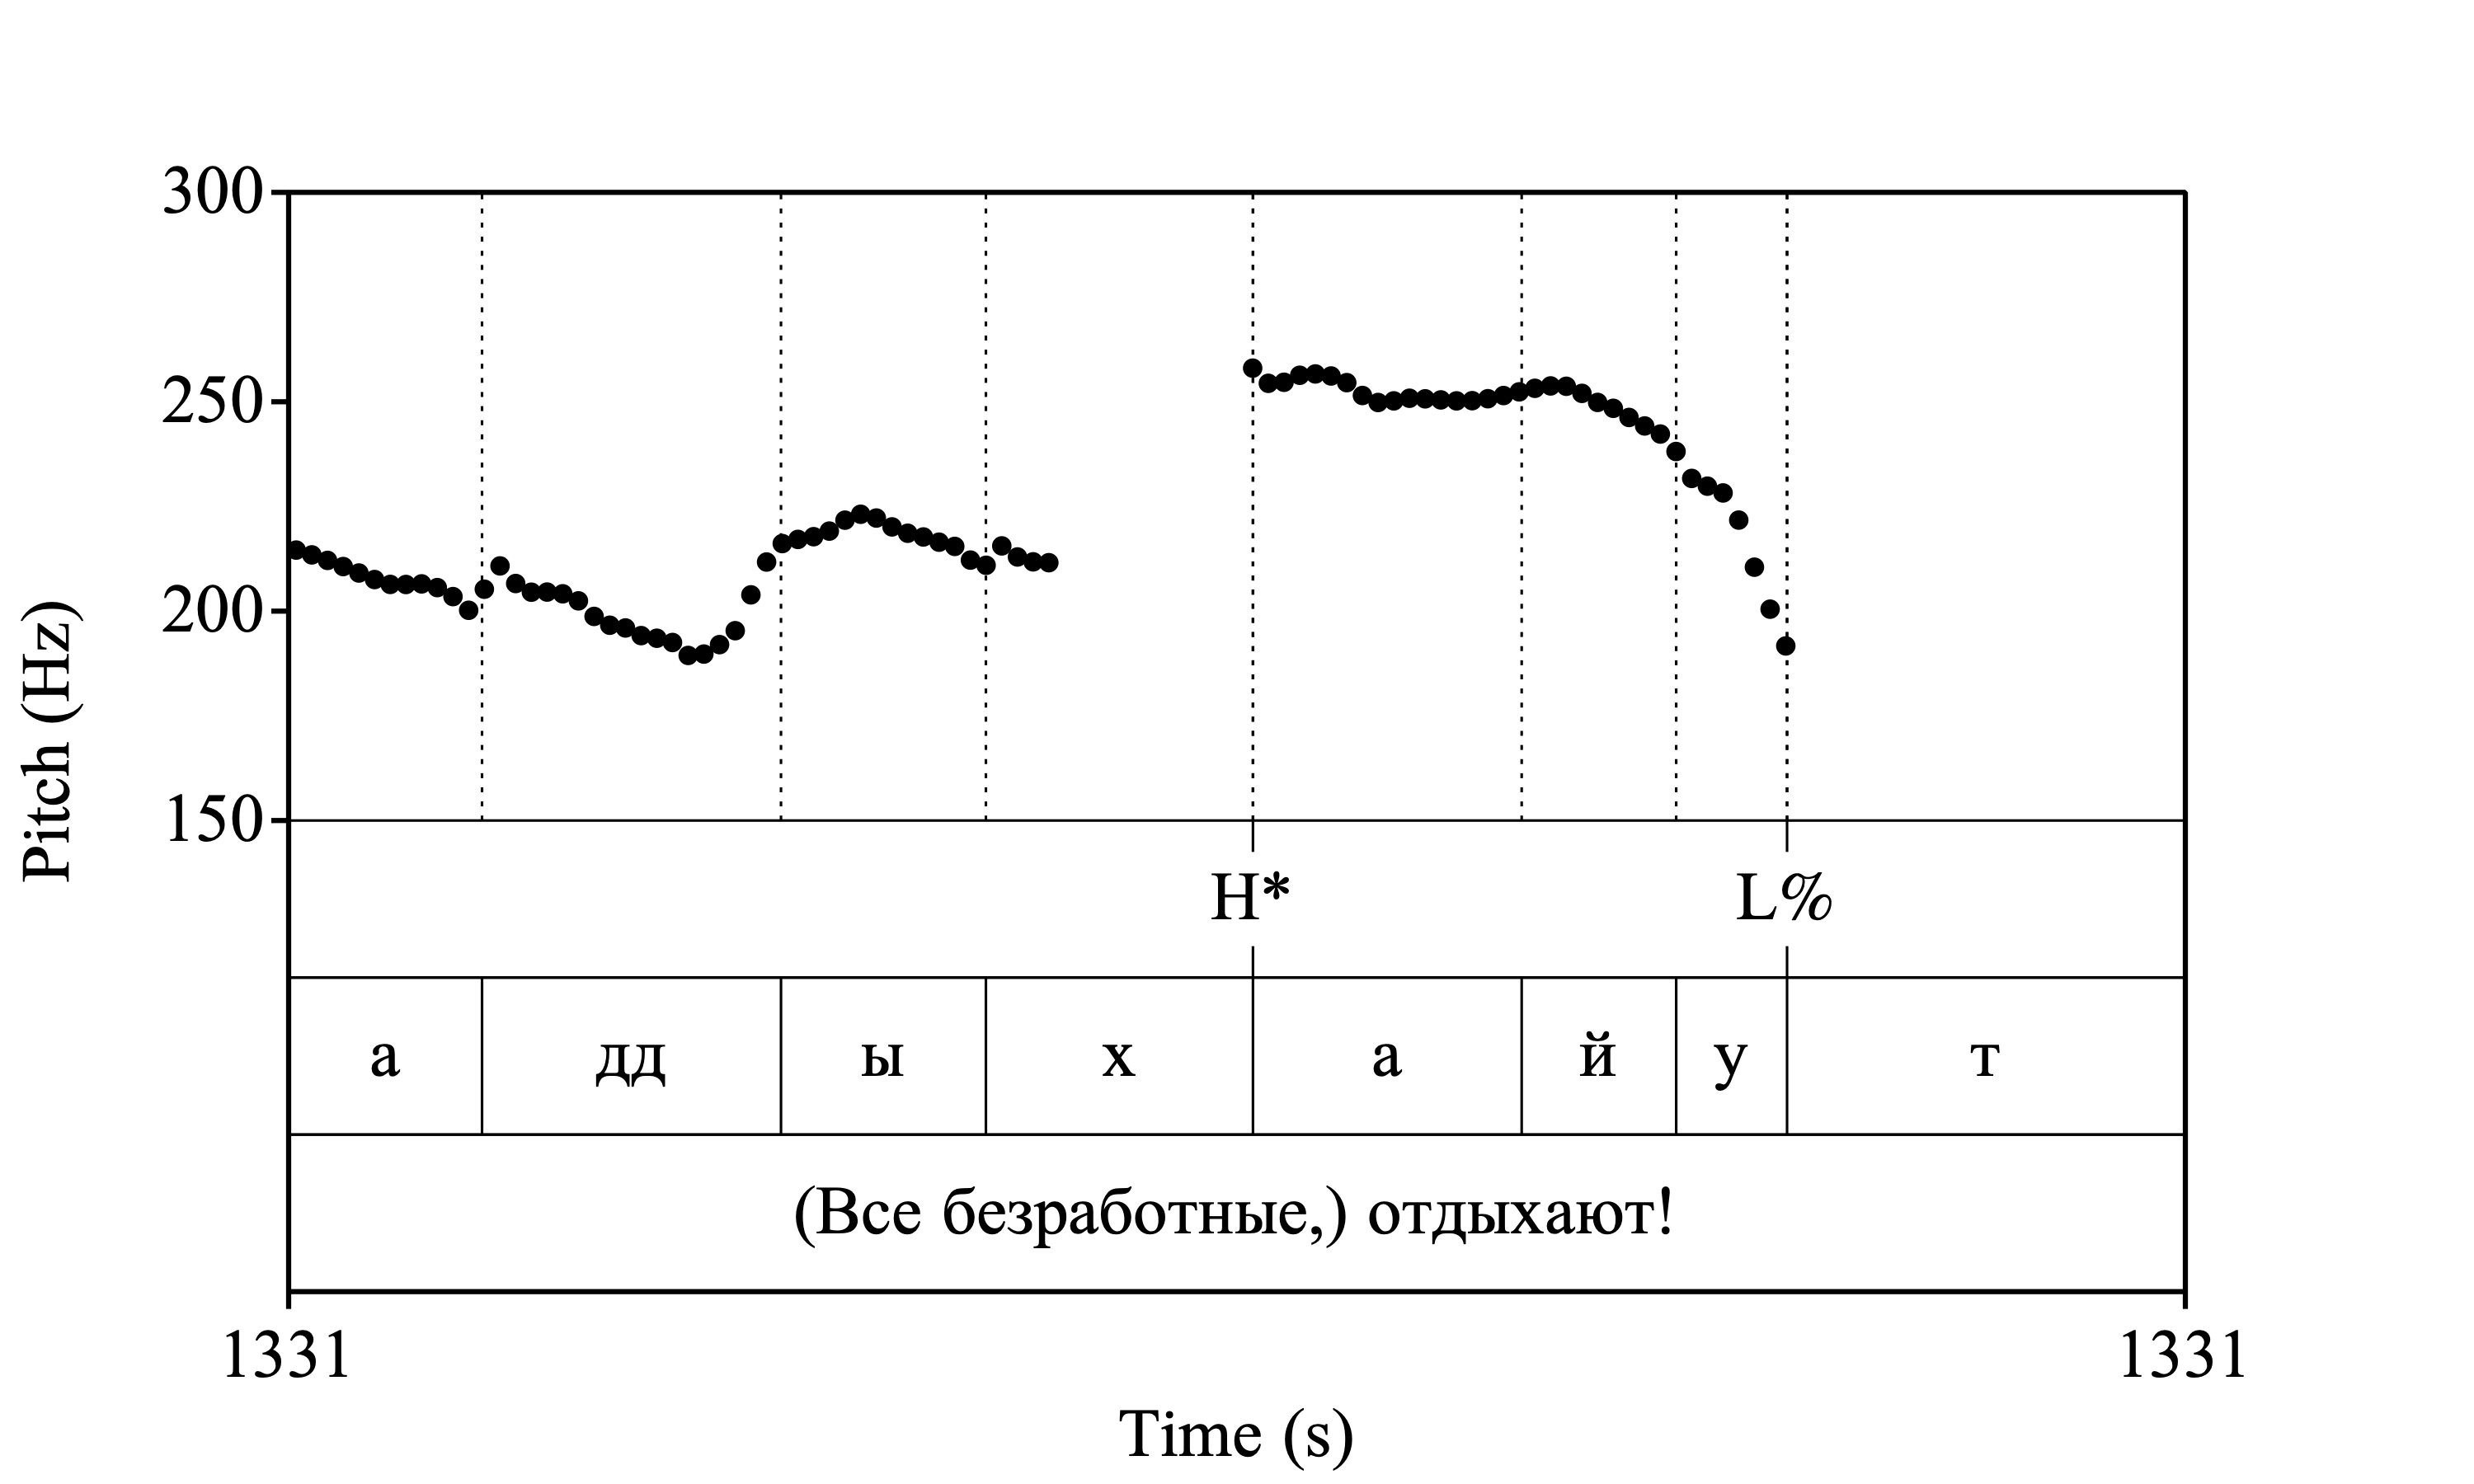 300
250
200
150
Pitch (Hz)
H* L%
а дд ы х а й у т
(Все безработные,) отдыхают!
1331 1331
Time (s)